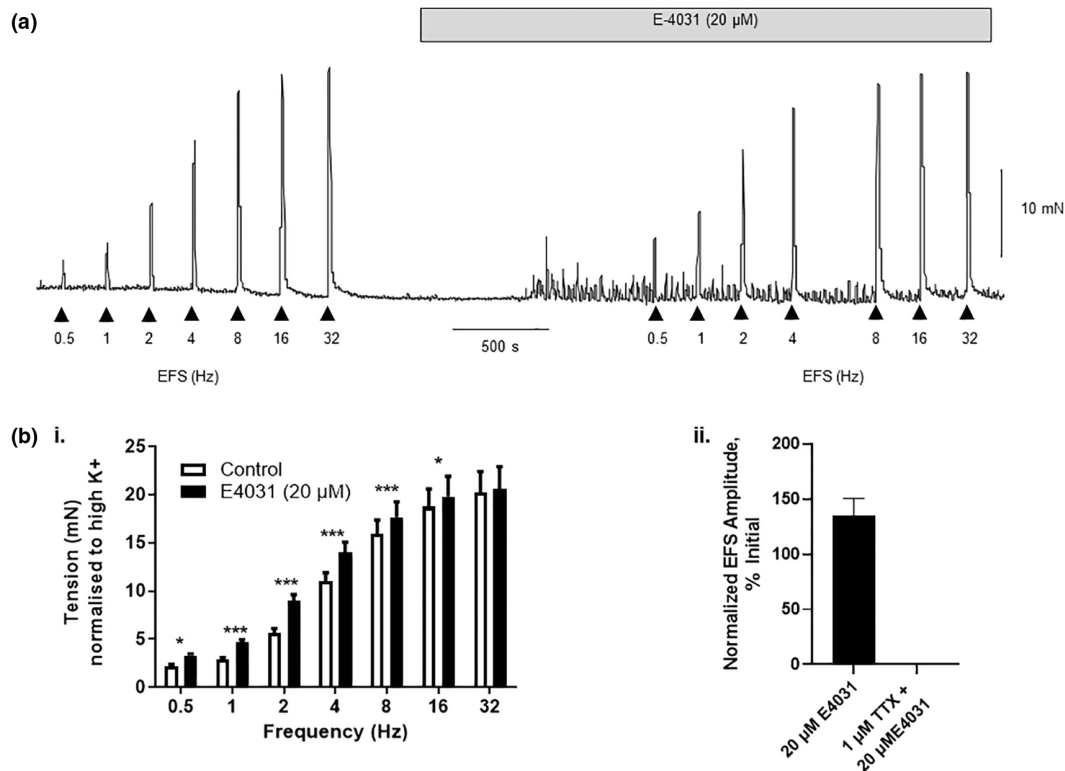 (a)
E-4031 (20 µM)
10 mN
500 s
0.5 1 2 4 8 16 32
0.5 1 2 4 8 16 32
EFS (Hz)
EFS (Hz)
(b) i.
Tension (mN)
normalised to high K+
25
20
15
10
5
0
Control
E4031 (20 µM)
* *** *** *** *** *
0.5 1 2 4 8 16 32
Frequency (Hz)
ii.
Normalized EFS Amplitude,
% Initial
200
150
100
50
0
20 µM E4031
1 µM TTX +
20 µME4031